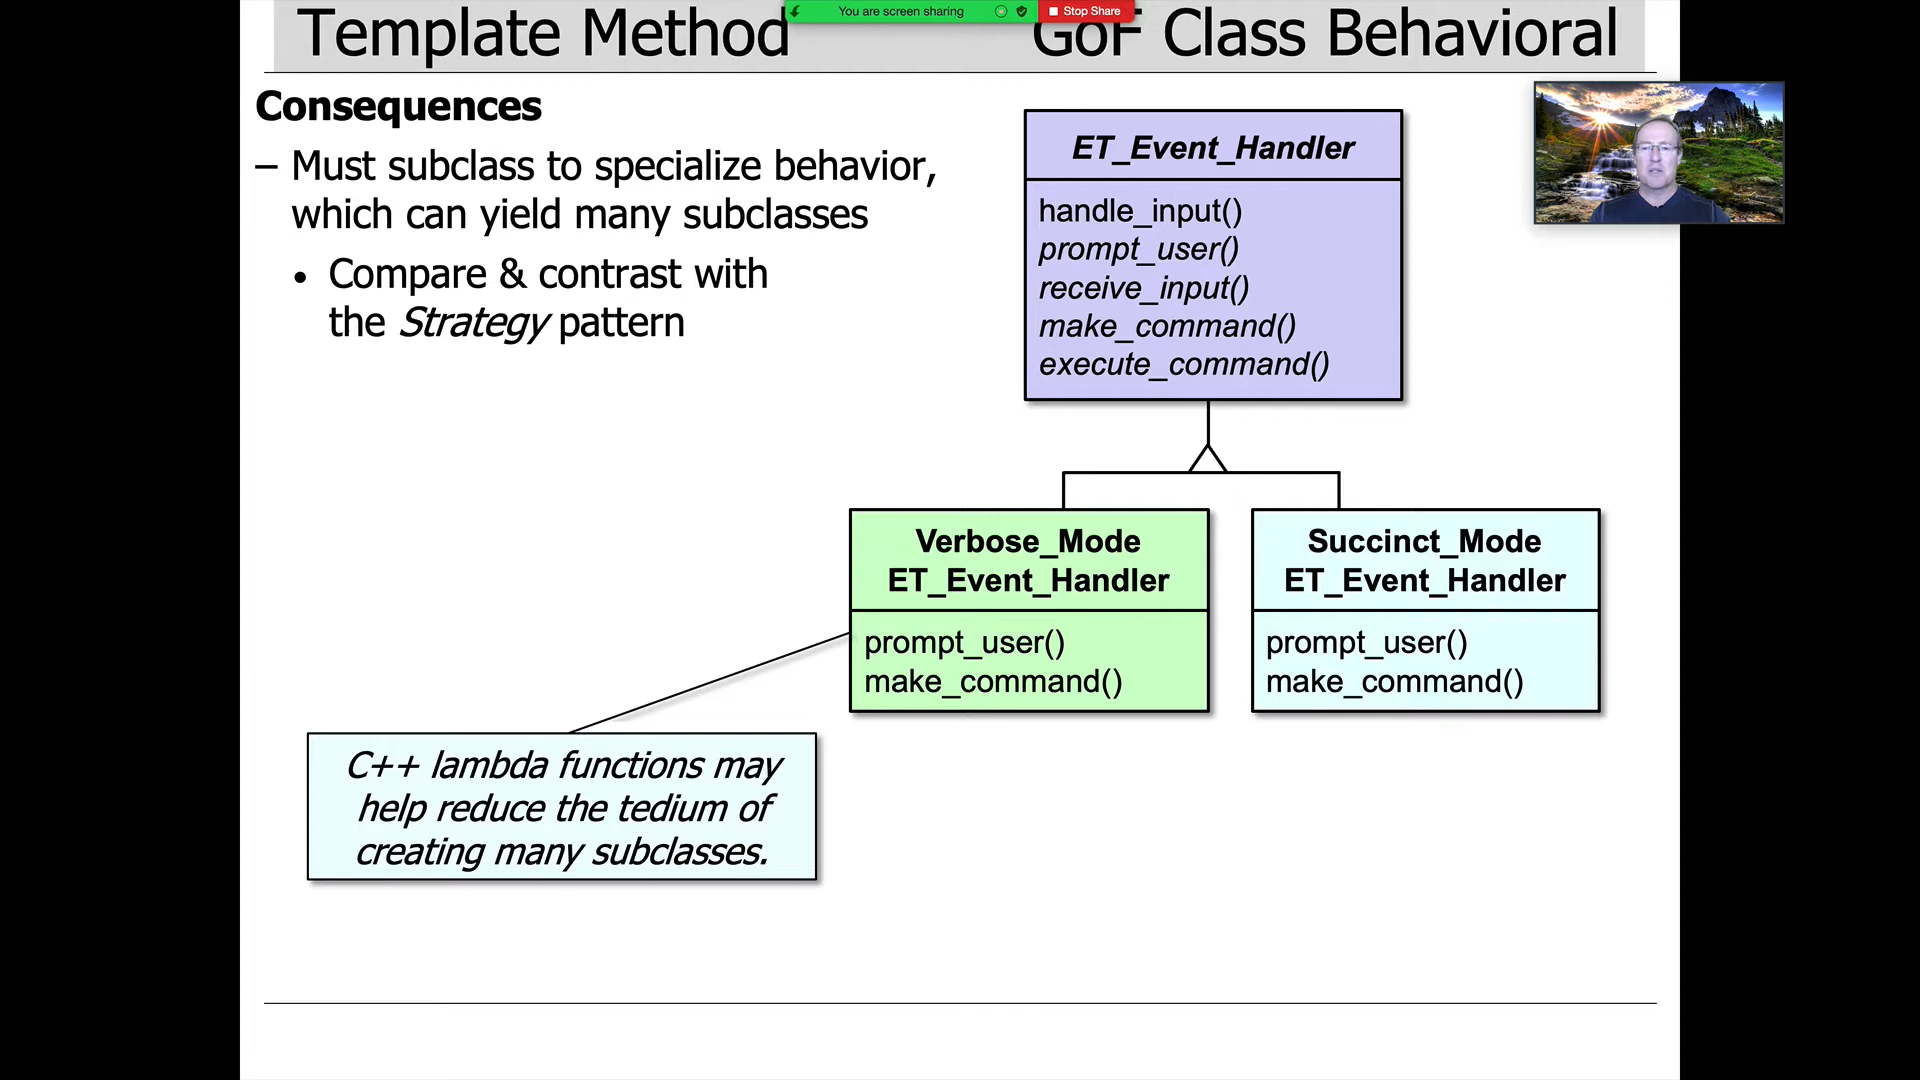 You are screen sharing
Stop Share
Template Method GoF Class Behavioral
Consequences
– Must subclass to specialize behavior,
which can yield many subclasses
• Compare & contrast with
the Strategy pattern
ET_Event_Handler
handle_input()
prompt_user()
receive_input()
make_command()
execute_command()
Verbose_Mode
ET_Event_Handler
prompt_user()
make_command()
Succinct_Mode
ET_Event_Handler
prompt_user()
make_command()
C++ lambda functions may
help reduce the tedium of
creating many subclasses.